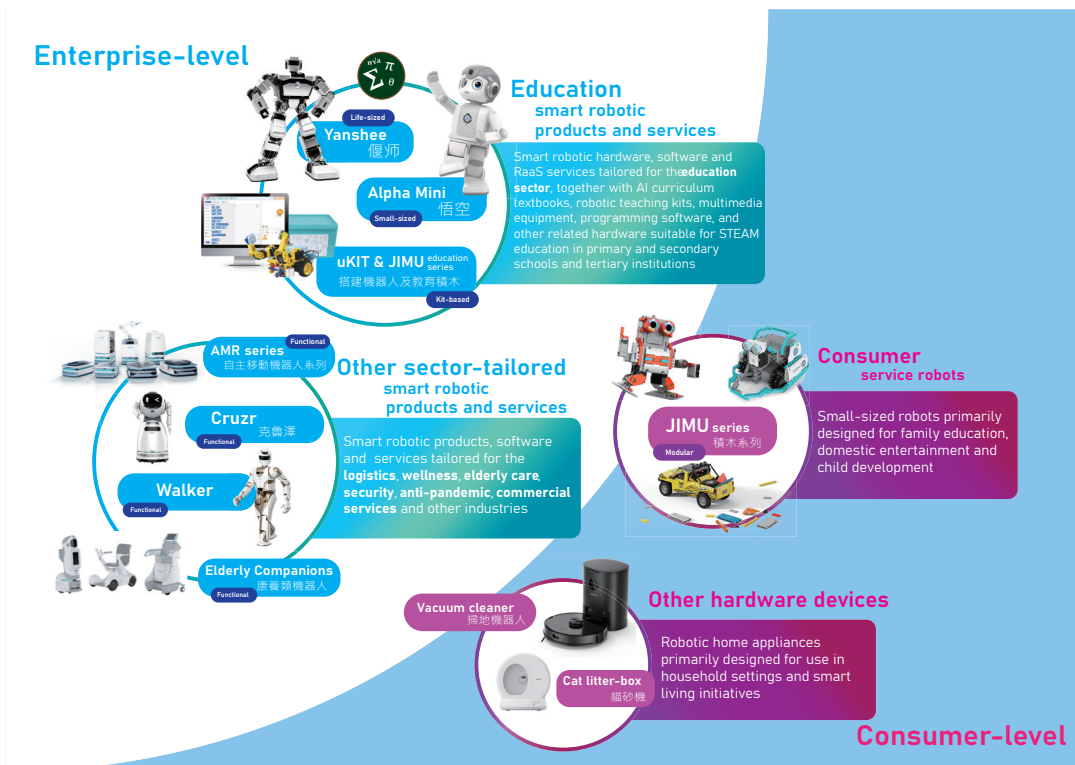 Enterprise-level
n√a π
Σ θ
Life-sized
Yanshee
偃师
Alpha Mini
悟空
Small-sized
uKIT & JIMU education
series
搭建機器人及教育積木
Kit-based
Education
smart robotic
products and services
Smart robotic hardware, software and
RaaS services tailored for the education
sector, together with AI curriculum
textbooks, robotic teaching kits, multimedia
equipment, programming software, and
other related hardware suitable for STEAM
education in primary and secondary
schools and tertiary institutions
Functional
AMR series
自主移動機器人系列
Cruzr
克魯澤
Functional
Walker
Functional
Elderly Companions
康養類機器人
Functional
Other sector-tailored
smart robotic
products and services
Smart robotic products, software
and services tailored for the
logistics, wellness, elderly care,
security, anti-pandemic, commercial
services and other industries
JIMU series
積木系列
Modular
Consumer
service robots
Small-sized robots primarily
designed for family education,
domestic entertainment and
child development
Vacuum cleaner
掃地機器人
Cat litter-box
貓砂機
Other hardware devices
Robotic home appliances
primarily designed for use in
household settings and smart
living initiatives
Consumer-level